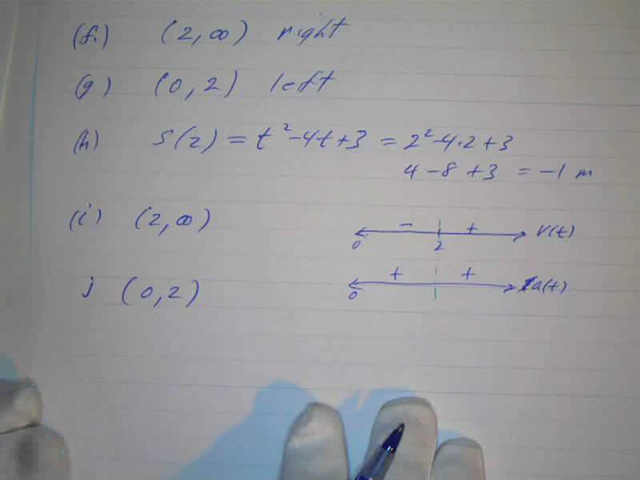 (f.) (2,∞) right
(g) (0,2) left
(h) S(2) = t²-4t+3 = 2²-4·2+3
4-8+3 = -1 m
(i) (2,∞)
- +
0 2 V(t)
j (0,2)
+ +
0 a(t)